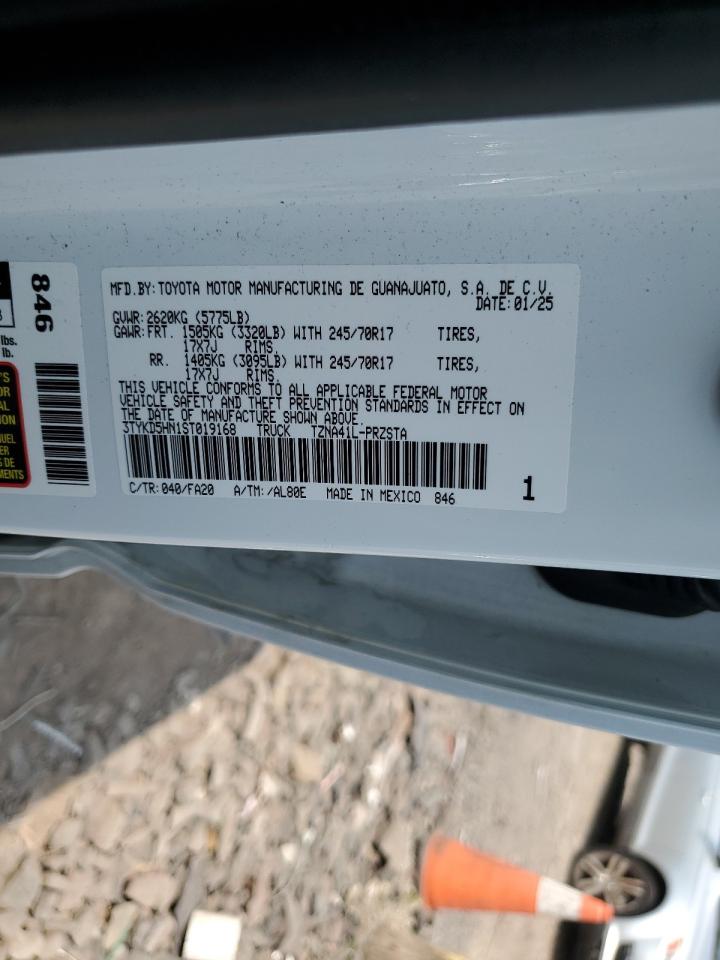 846
lbs.
lb.
MFD.BY:TOYOTA MOTOR MANUFACTURING DE GUANAJUATO, S.A. DE C.V.
DATE:01/25
GVWR:2620KG (5775LB)
GAWR:FRT. 1505KG (3320LB) WITH 245/70R17 TIRES,
17X7J RIMS,
RR. 1405KG (3095LB) WITH 245/70R17 TIRES,
17X7J RIMS,
THIS VEHICLE CONFORMS TO ALL APPLICABLE FEDERAL MOTOR
VEHICLE SAFETY AND THEFT PREVENTION STANDARDS IN EFFECT ON
THE DATE OF MANUFACTURE SHOWN ABOVE.
3TYKD5HN1ST019168 TRUCK TZNA41L-PRZSTA
C/TR:040/FA20 A/TM:/AL80E MADE IN MEXICO 846
1